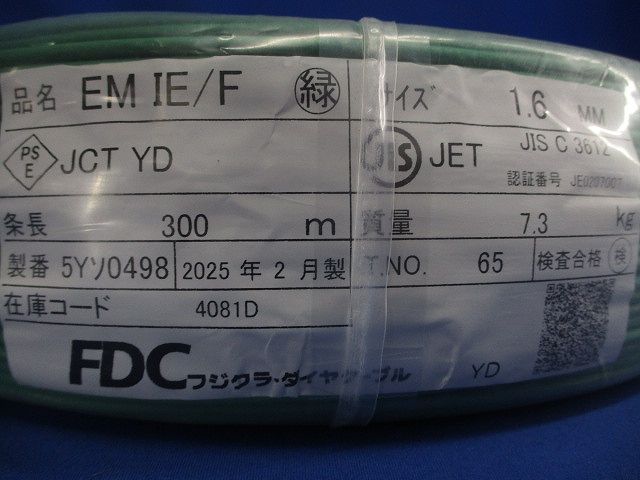 品名 EM IE/F 緑 サイズ 1.6 MM
PS E JCT YD JIS JET JIS C 3612
認証番号 JE0207007
条長 300 m 質量 7.3 kg
製番 5Yソ0498 2025 年 2 月製 T.NO. 65 検査合格 検
在庫コード 4081D
FDC フジクラ・ダイヤケーブル YD